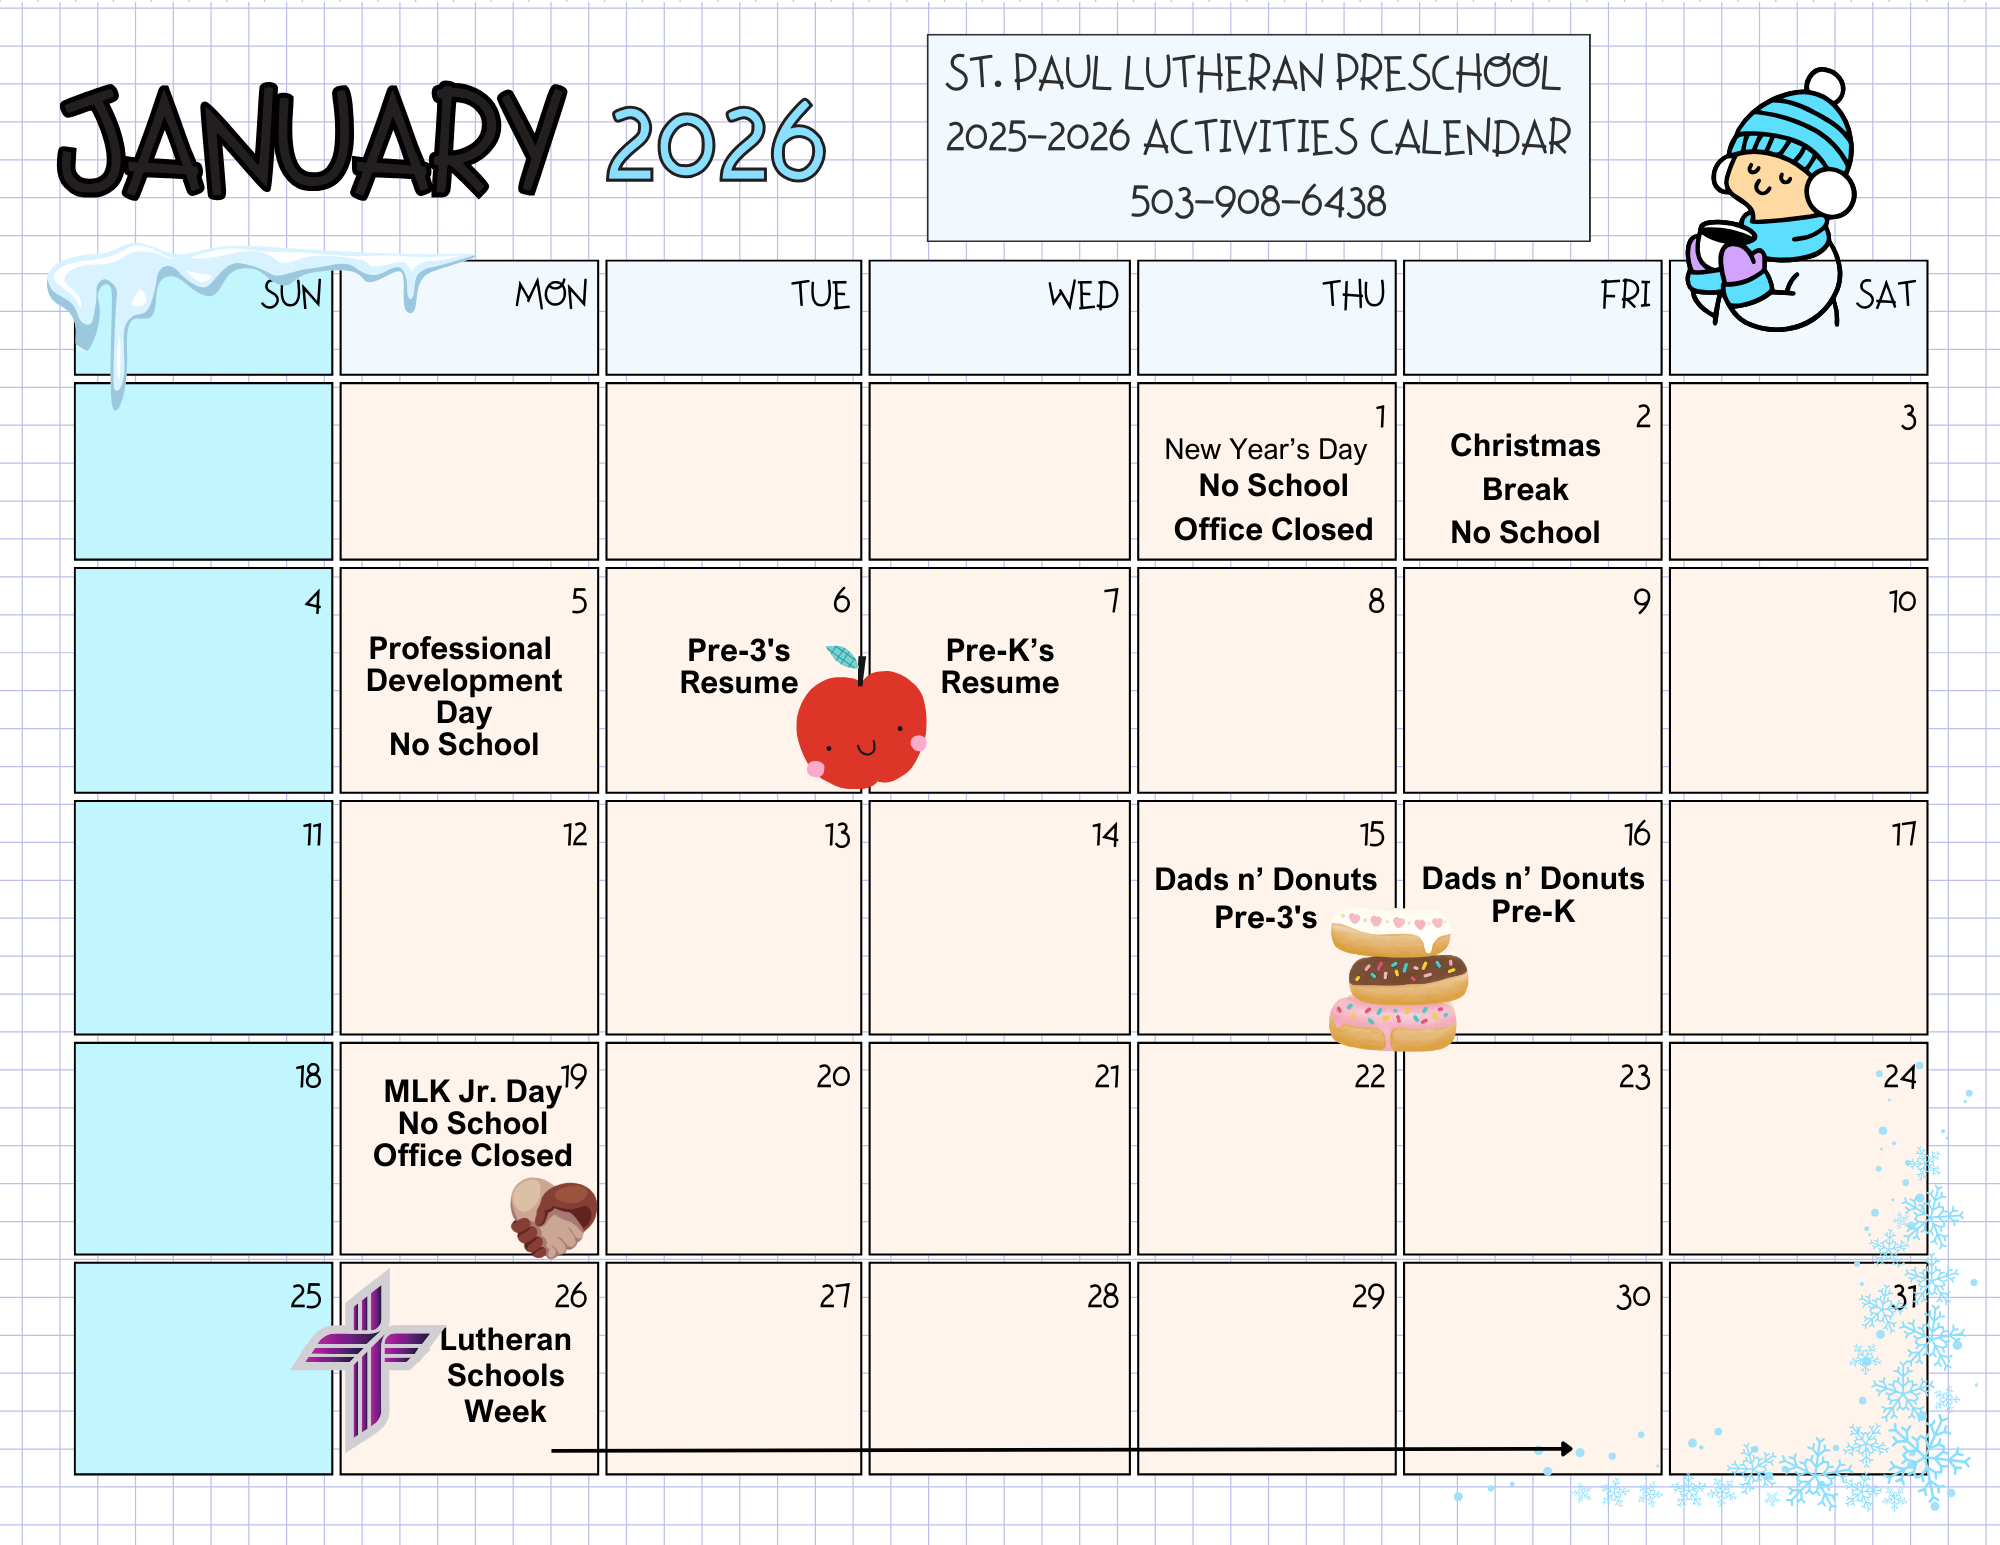 JANUARY 2026
ST. PAUL LUTHERAN PRESCHOOL
2025-2026 ACTIVITIES CALENDAR
503-908-6438
SUN MON TUE WED THU FRI SAT
1 2 3
New Year's Day
No School
Office Closed
Christmas
Break
No School
4 5 6 7 8 9 10
Professional
Development
Day
No School
Pre-3's
Resume
Pre-K's
Resume
11 12 13 14 15 16 17
Dads n' Donuts
Pre-3's
Dads n' Donuts
Pre-K
18 19 20 21 22 23 24
MLK Jr. Day
No School
Office Closed
25 26 27 28 29 30 31
Lutheran
Schools
Week